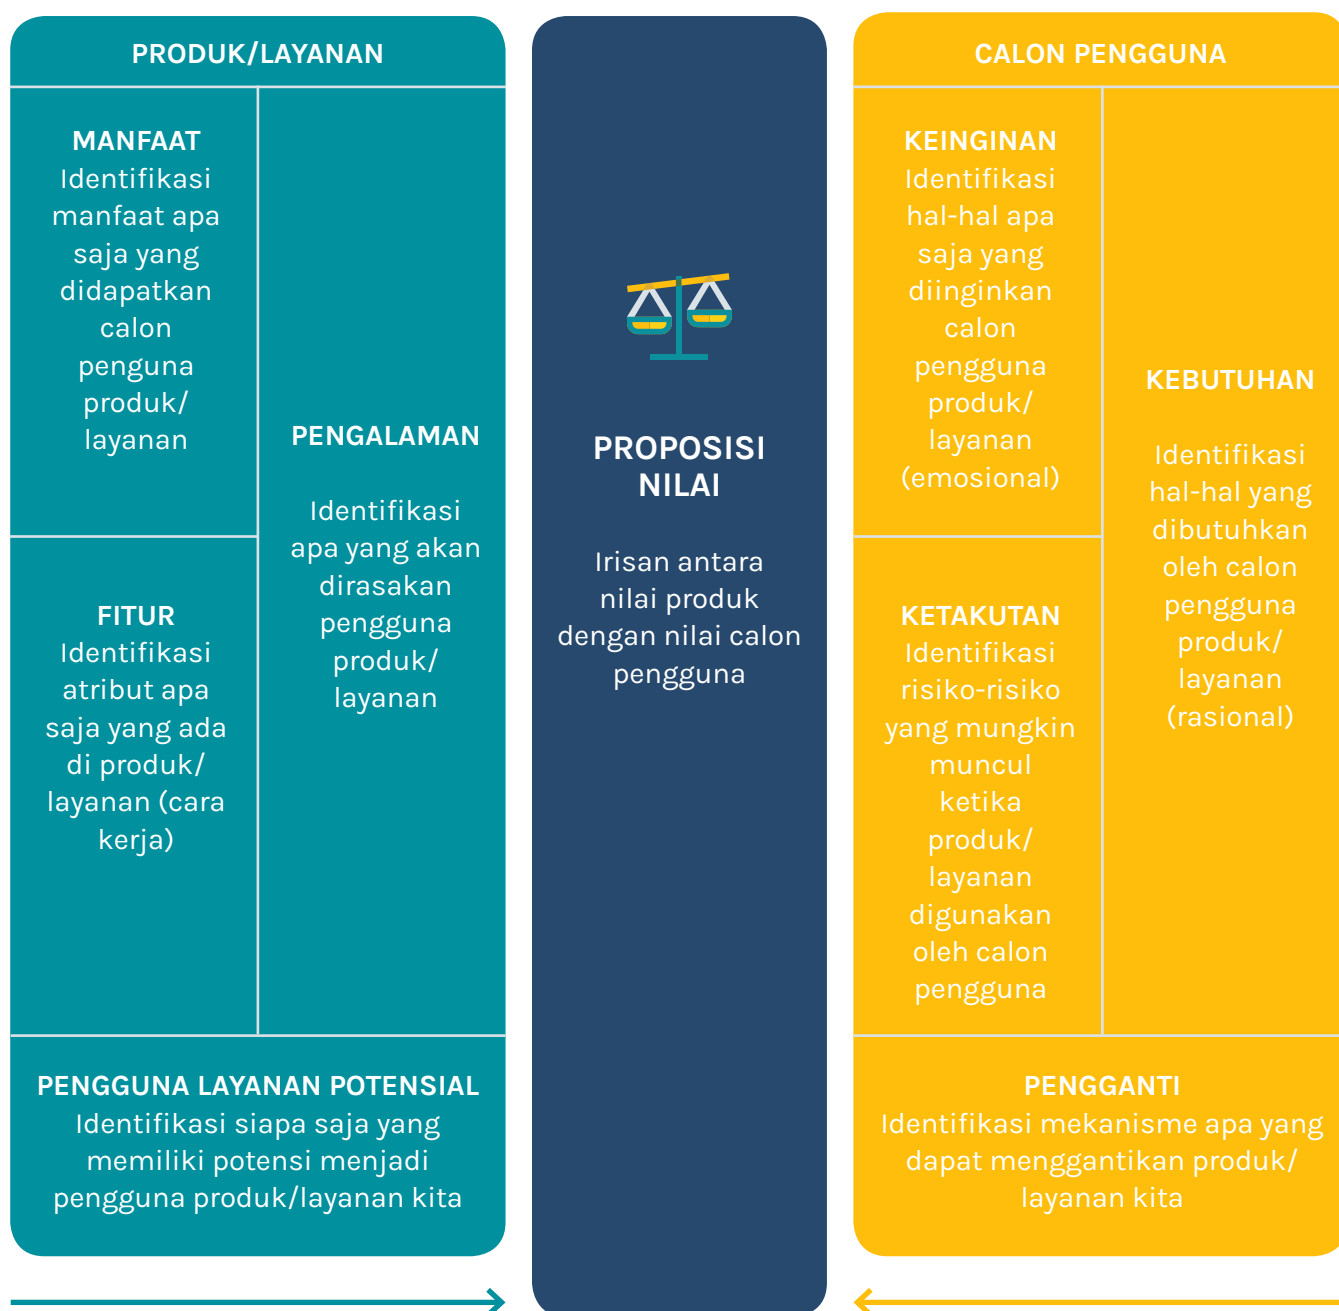 PRODUK/LAYANAN
MANFAAT
Identifikasi
manfaat apa
saja yang
didapatkan
calon
penguna
produk/
layanan
FITUR
Identifikasi
atribut apa
saja yang ada
di produk/
layanan (cara
kerja)
PENGALAMAN
Identifikasi
apa yang akan
dirasakan
pengguna
produk/
layanan
PENGGUNA LAYANAN POTENSIAL
Identifikasi siapa saja yang
memiliki potensi menjadi
pengguna produk/layanan kita
PROPOSISI
NILAI
Irisan antara
nilai produk
dengan nilai calon
pengguna
CALON PENGGUNA
KEINGINAN
Identifikasi
hal-hal apa
saja yang
diinginkan
calon
pengguna
produk/
layanan
(emosional)
KETAKUTAN
Identifikasi
risiko-risiko
yang mungkin
muncul
ketika
produk/
layanan
digunakan
oleh calon
pengguna
KEBUTUHAN
Identifikasi
hal-hal yang
dibutuhkan
oleh calon
pengguna
produk/
layanan
(rasional)
PENGGANTI
Identifikasi mekanisme apa yang
dapat menggantikan produk/
layanan kita